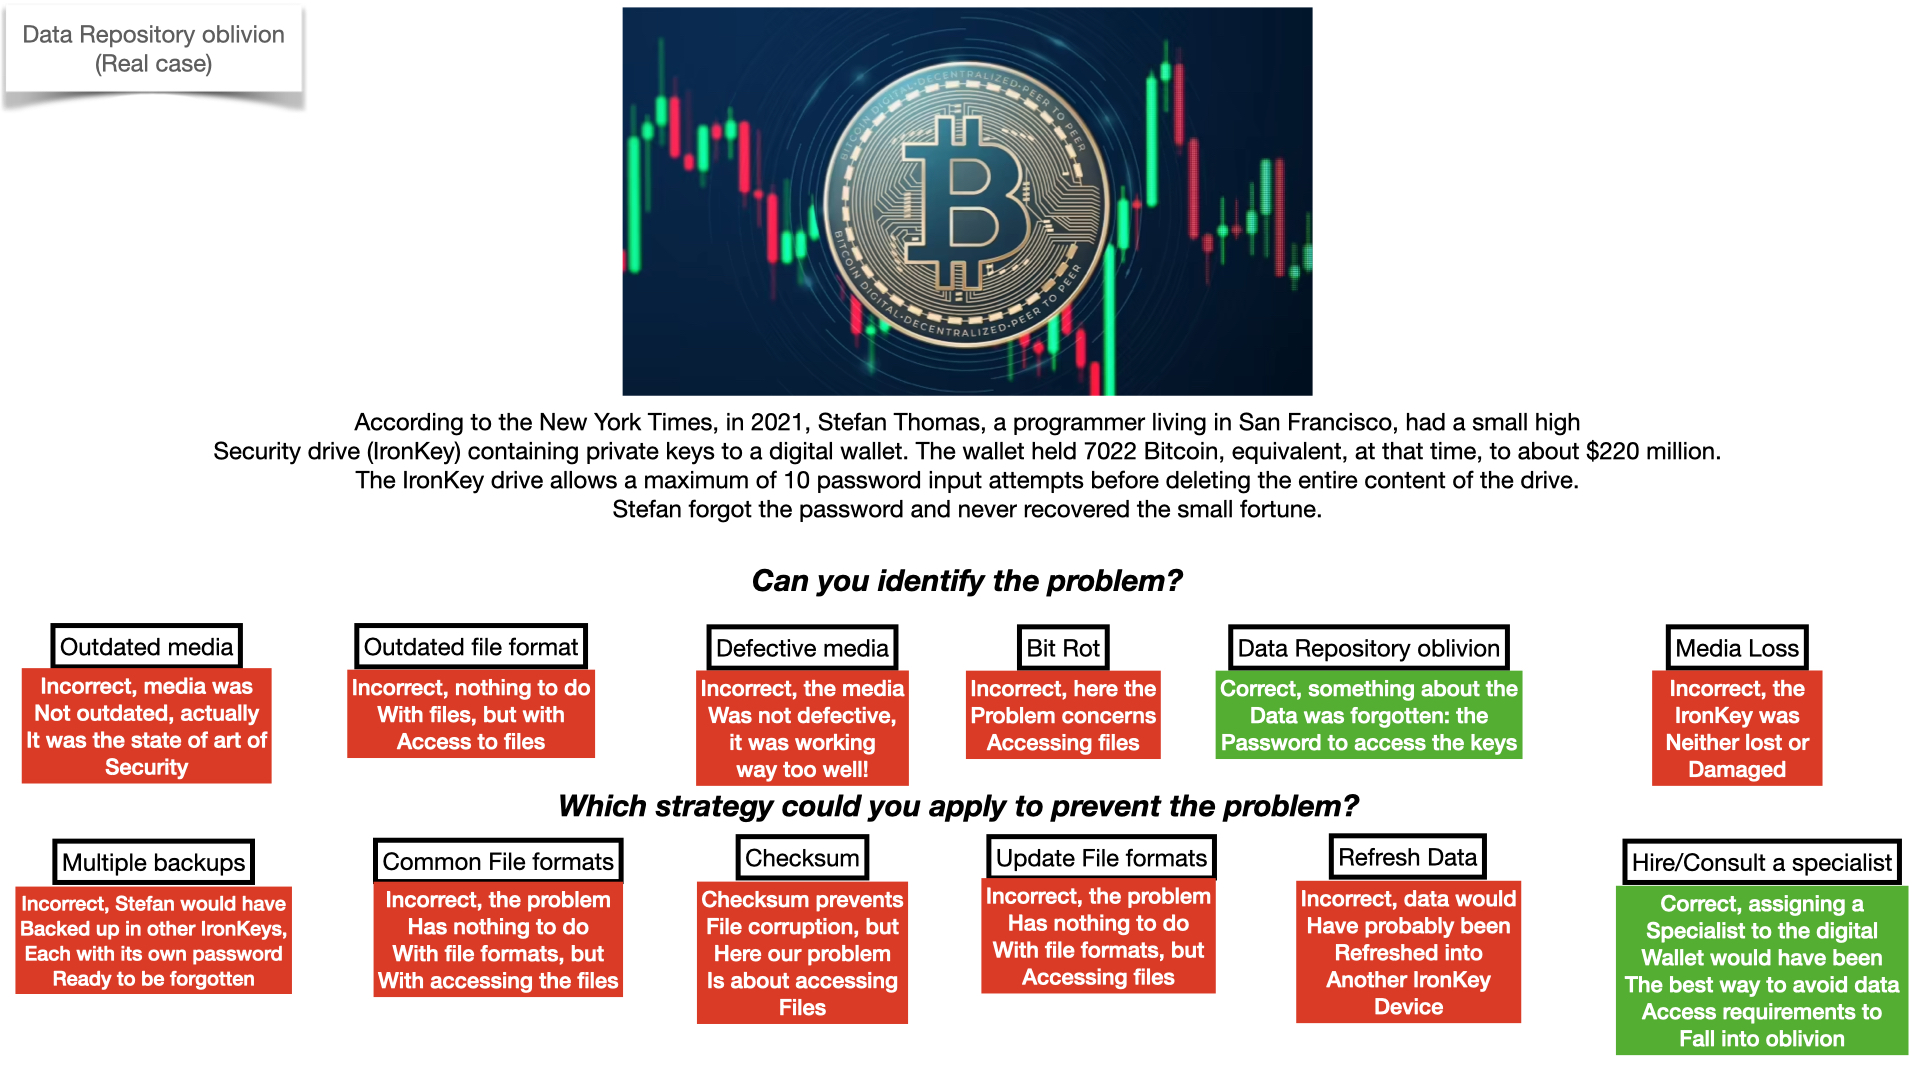 Data Repository oblivion
(Real case)
BITCOIN DIGITAL•DECENTRALIZED•PEER TO PEER
BITCOIN DIGITAL•DECENTRALIZED•PEER TO PEER
According to the New York Times, in 2021, Stefan Thomas, a programmer living in San Francisco, had a small high
Security drive (IronKey) containing private keys to a digital wallet. The wallet held 7022 Bitcoin, equivalent, at that time, to about $220 million.
The IronKey drive allows a maximum of 10 password input attempts before deleting the entire content of the drive.
Stefan forgot the password and never recovered the small fortune.
Can you identify the problem?
Outdated media
Incorrect, media was
Not outdated, actually
It was the state of art of
Security
Outdated file format
Incorrect, nothing to do
With files, but with
Access to files
Defective media
Incorrect, the media
Was not defective,
it was working
way too well!
Bit Rot
Incorrect, here the
Problem concerns
Accessing files
Data Repository oblivion
Correct, something about the
Data was forgotten: the
Password to access the keys
Media Loss
Incorrect, the
IronKey was
Neither lost or
Damaged
Which strategy could you apply to prevent the problem?
Multiple backups
Incorrect, Stefan would have
Backed up in other IronKeys,
Each with its own password
Ready to be forgotten
Common File formats
Incorrect, the problem
Has nothing to do
With file formats, but
With accessing the files
Checksum
Checksum prevents
File corruption, but
Here our problem
Is about accessing
Files
Update File formats
Incorrect, the problem
Has nothing to do
With file formats, but
Accessing files
Refresh Data
Incorrect, data would
Have probably been
Refreshed into
Another IronKey
Device
Hire/Consult a specialist
Correct, assigning a
Specialist to the digital
Wallet would have been
The best way to avoid data
Access requirements to
Fall into oblivion